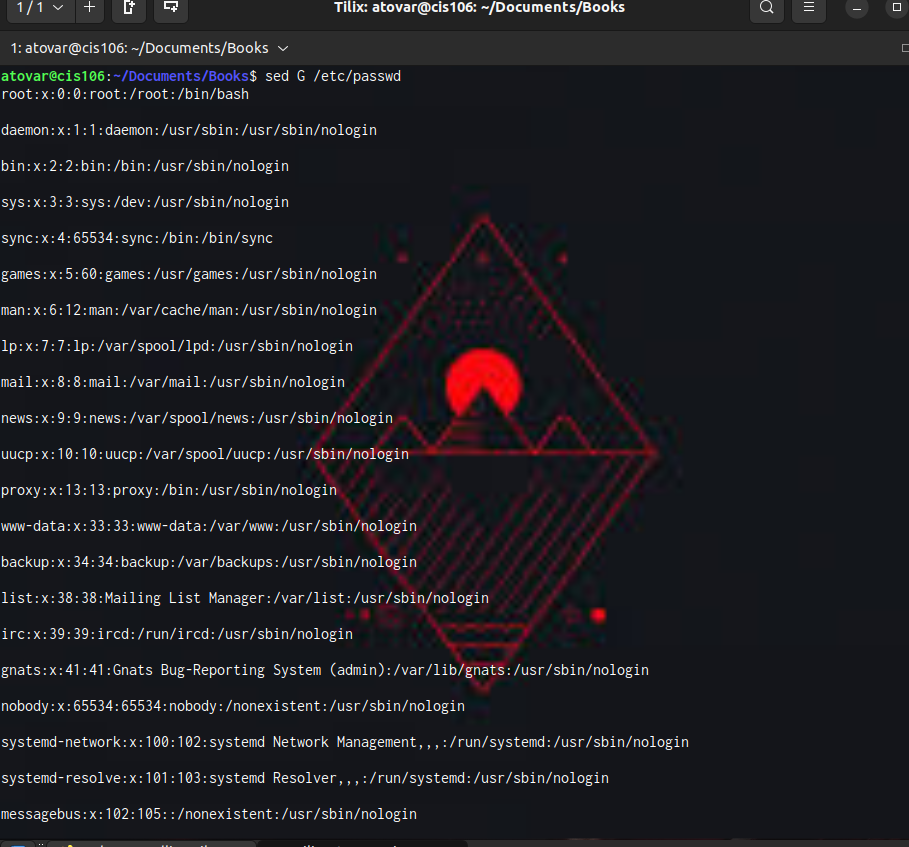 1 / 1
Tilix: atovar@cis106: ~/Documents/Books
1: atovar@cis106: ~/Documents/Books
atovar@cis106:~/Documents/Books$ sed G /etc/passwd
root:x:0:0:root:/root:/bin/bash
daemon:x:1:1:daemon:/usr/sbin:/usr/sbin/nologin
bin:x:2:2:bin:/bin:/usr/sbin/nologin
sys:x:3:3:sys:/dev:/usr/sbin/nologin
sync:x:4:65534:sync:/bin:/bin/sync
games:x:5:60:games:/usr/games:/usr/sbin/nologin
man:x:6:12:man:/var/cache/man:/usr/sbin/nologin
lp:x:7:7:lp:/var/spool/lpd:/usr/sbin/nologin
mail:x:8:8:mail:/var/mail:/usr/sbin/nologin
news:x:9:9:news:/var/spool/news:/usr/sbin/nologin
uucp:x:10:10:uucp:/var/spool/uucp:/usr/sbin/nologin
proxy:x:13:13:proxy:/bin:/usr/sbin/nologin
www-data:x:33:33:www-data:/var/www:/usr/sbin/nologin
backup:x:34:34:backup:/var/backups:/usr/sbin/nologin
list:x:38:38:Mailing List Manager:/var/list:/usr/sbin/nologin
irc:x:39:39:ircd:/run/ircd:/usr/sbin/nologin
gnats:x:41:41:Gnats Bug-Reporting System (admin):/var/lib/gnats:/usr/sbin/nologin
nobody:x:65534:65534:nobody:/nonexistent:/usr/sbin/nologin
systemd-network:x:100:102:systemd Network Management,,,:/run/systemd:/usr/sbin/nologin
systemd-resolve:x:101:103:systemd Resolver,,,:/run/systemd:/usr/sbin/nologin
messagebus:x:102:105::/nonexistent:/usr/sbin/nologin